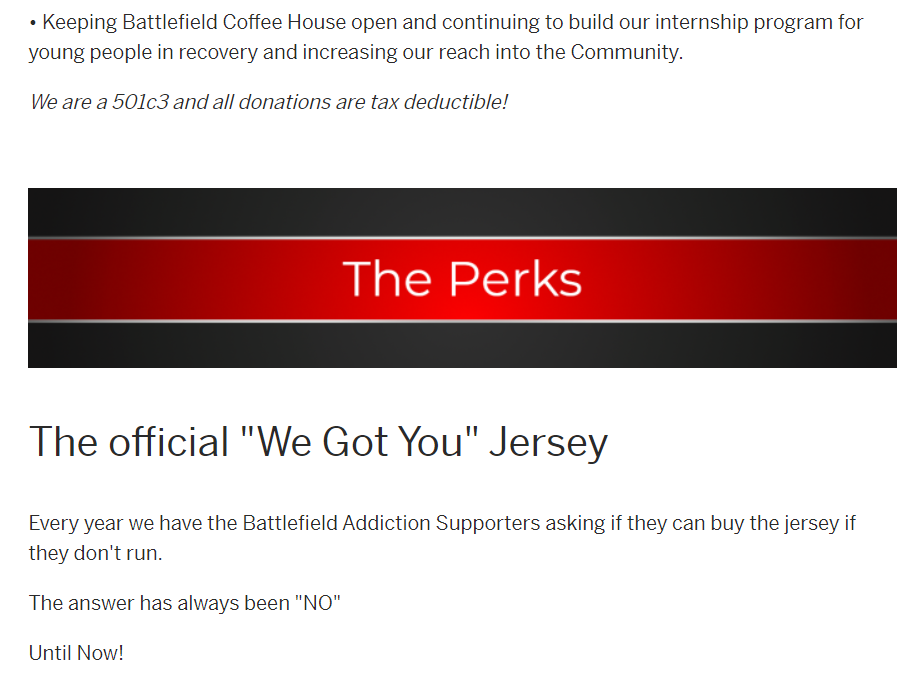 • Keeping Battlefield Coffee House open and continuing to build our internship program for
young people in recovery and increasing our reach into the Community.
We are a 501c3 and all donations are tax deductible!
The Perks
The official "We Got You" Jersey
Every year we have the Battlefield Addiction Supporters asking if they can buy the jersey if
they don't run.
The answer has always been "NO"
Until Now!